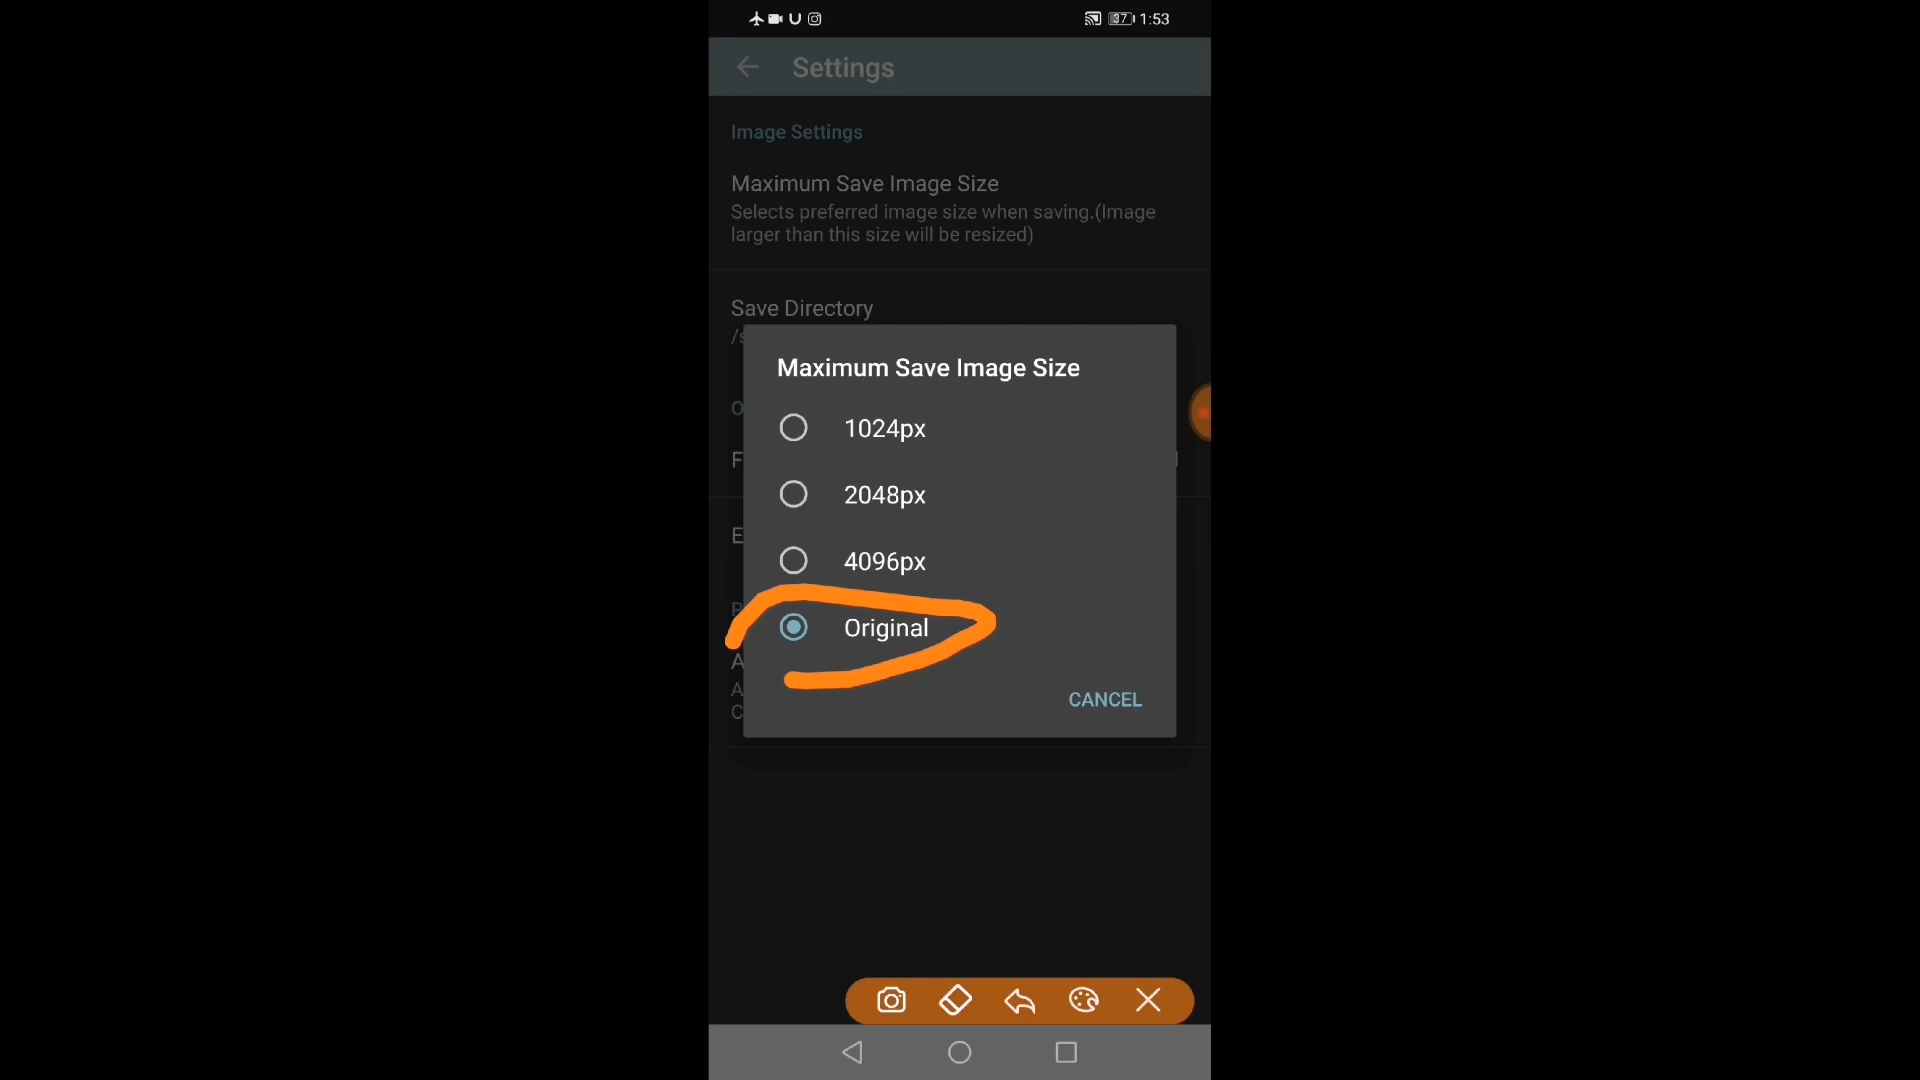 37 1:53
Settings
Image Settings
Maximum Save Image Size
Selects preferred image size when saving.(Image
larger than this size will be resized)
Save Directory
/s
Maximum Save Image Size
O
1024px
F
2048px
E
4096px
Original
A
A
CANCEL
C